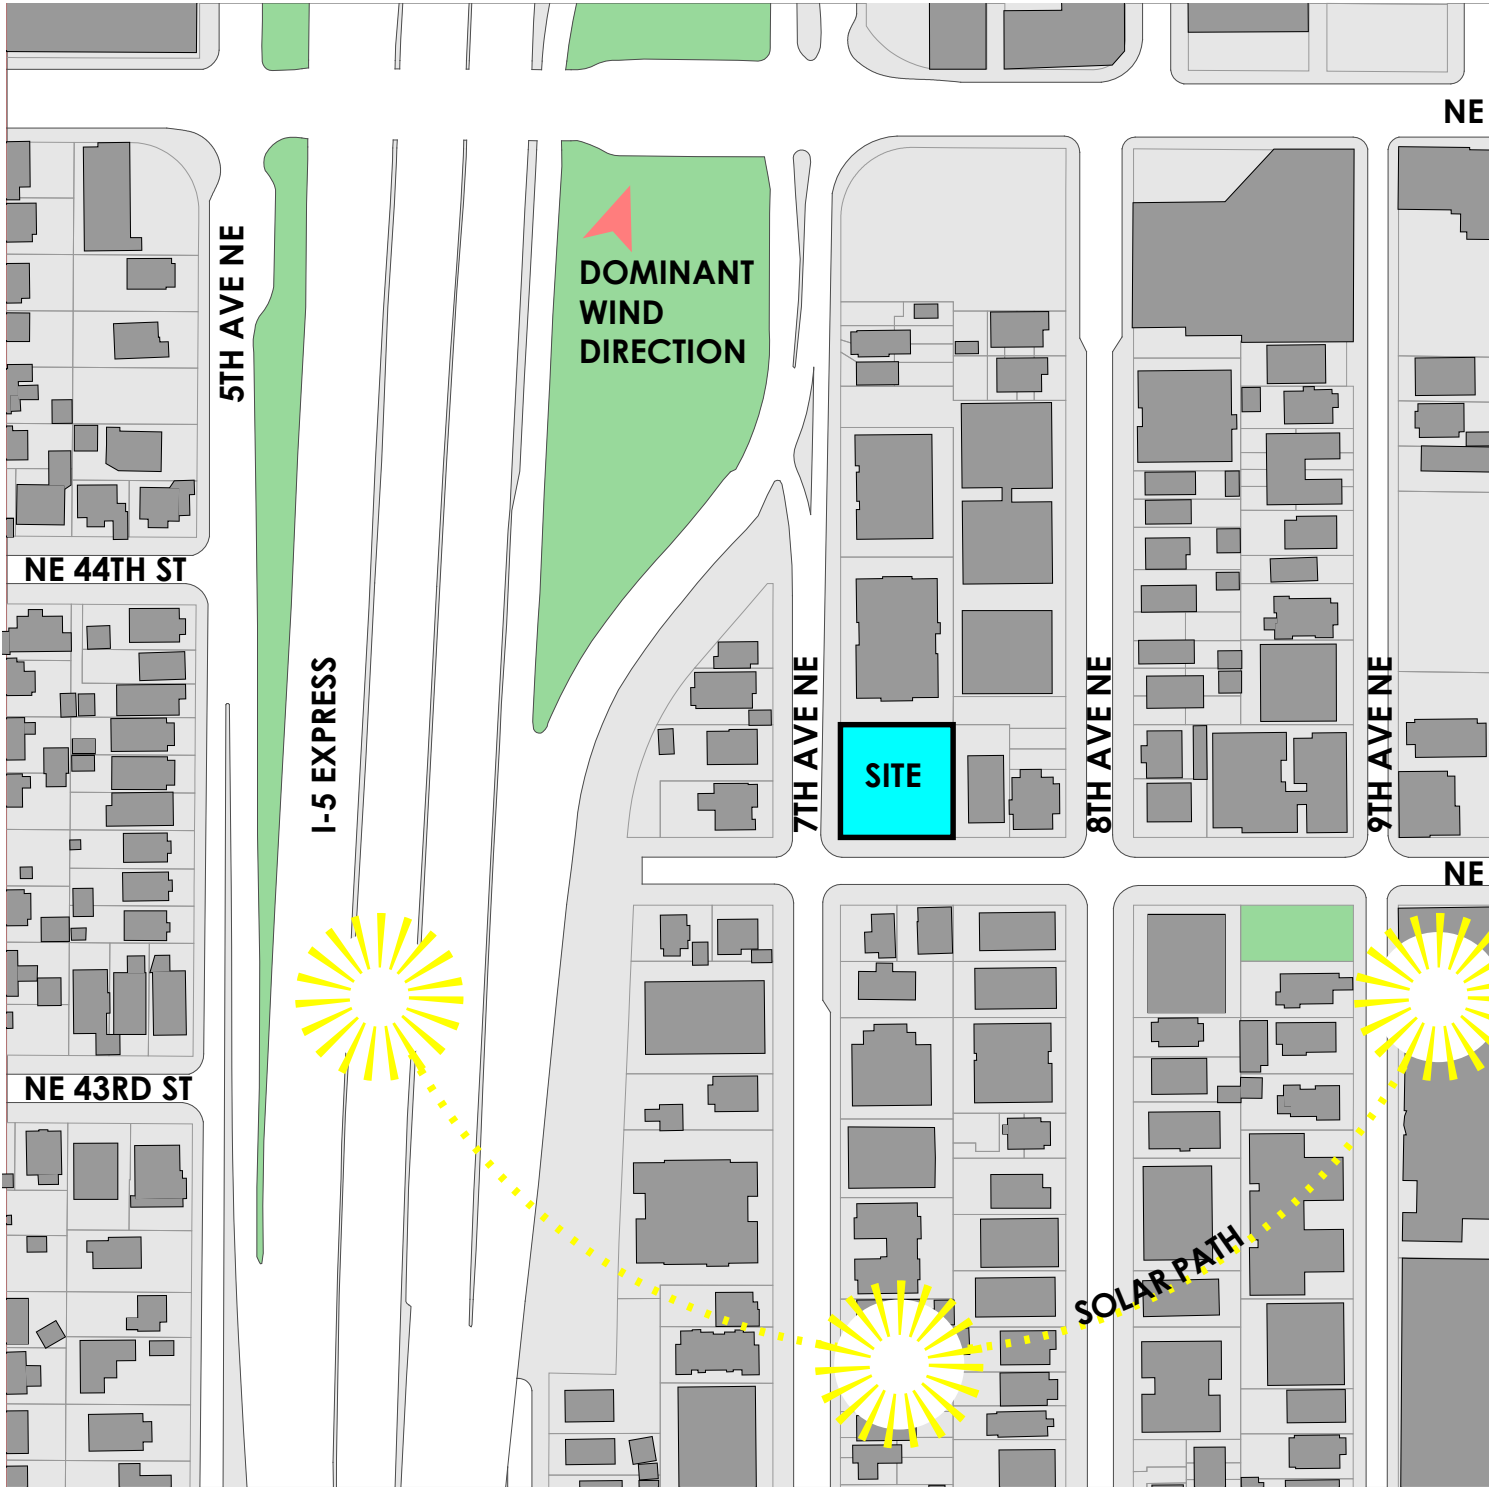 NE
5TH AVE NE
DOMINANT
WIND
DIRECTION
NE 44TH ST
I-5 EXPRESS
7TH AVE NE
SITE
8TH AVE NE
9TH AVE NE
NE
NE 43RD ST
SOLAR PATH